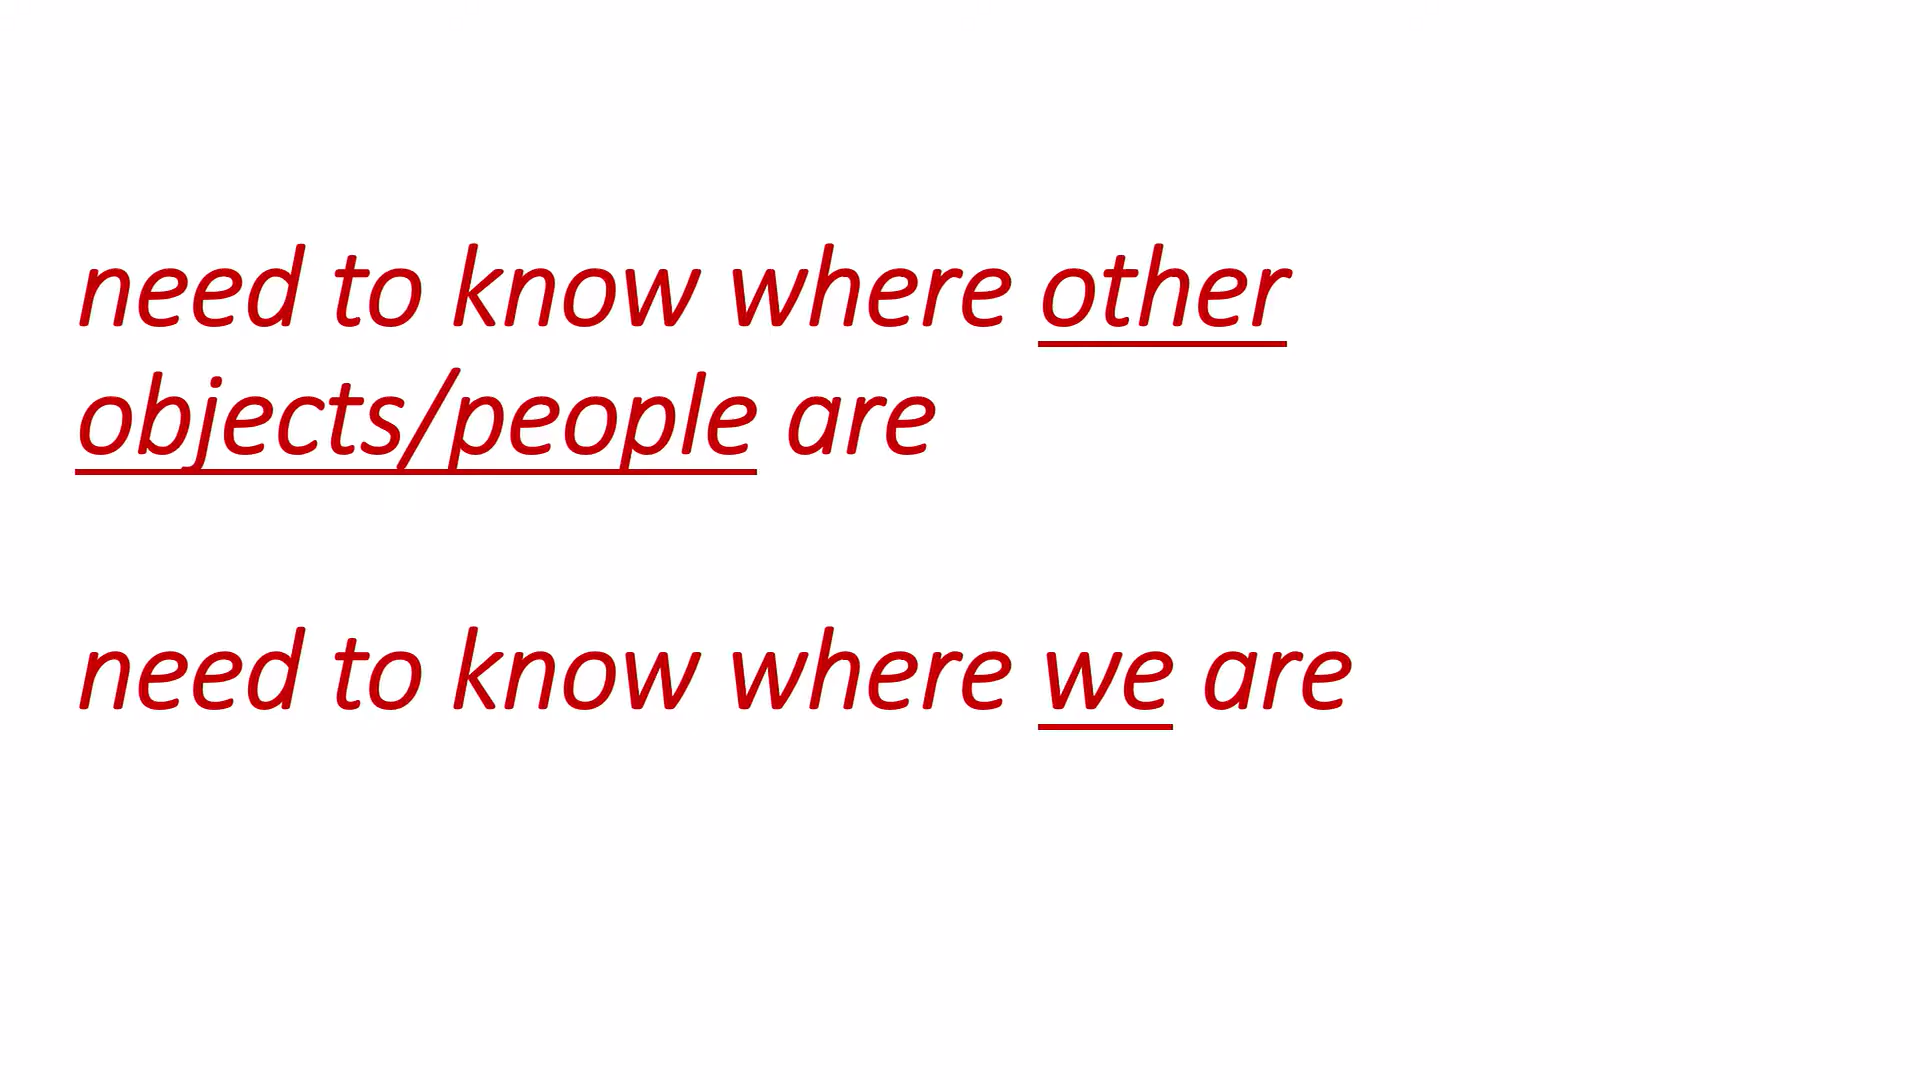 need to know where other
objects/people are
need to know where we are